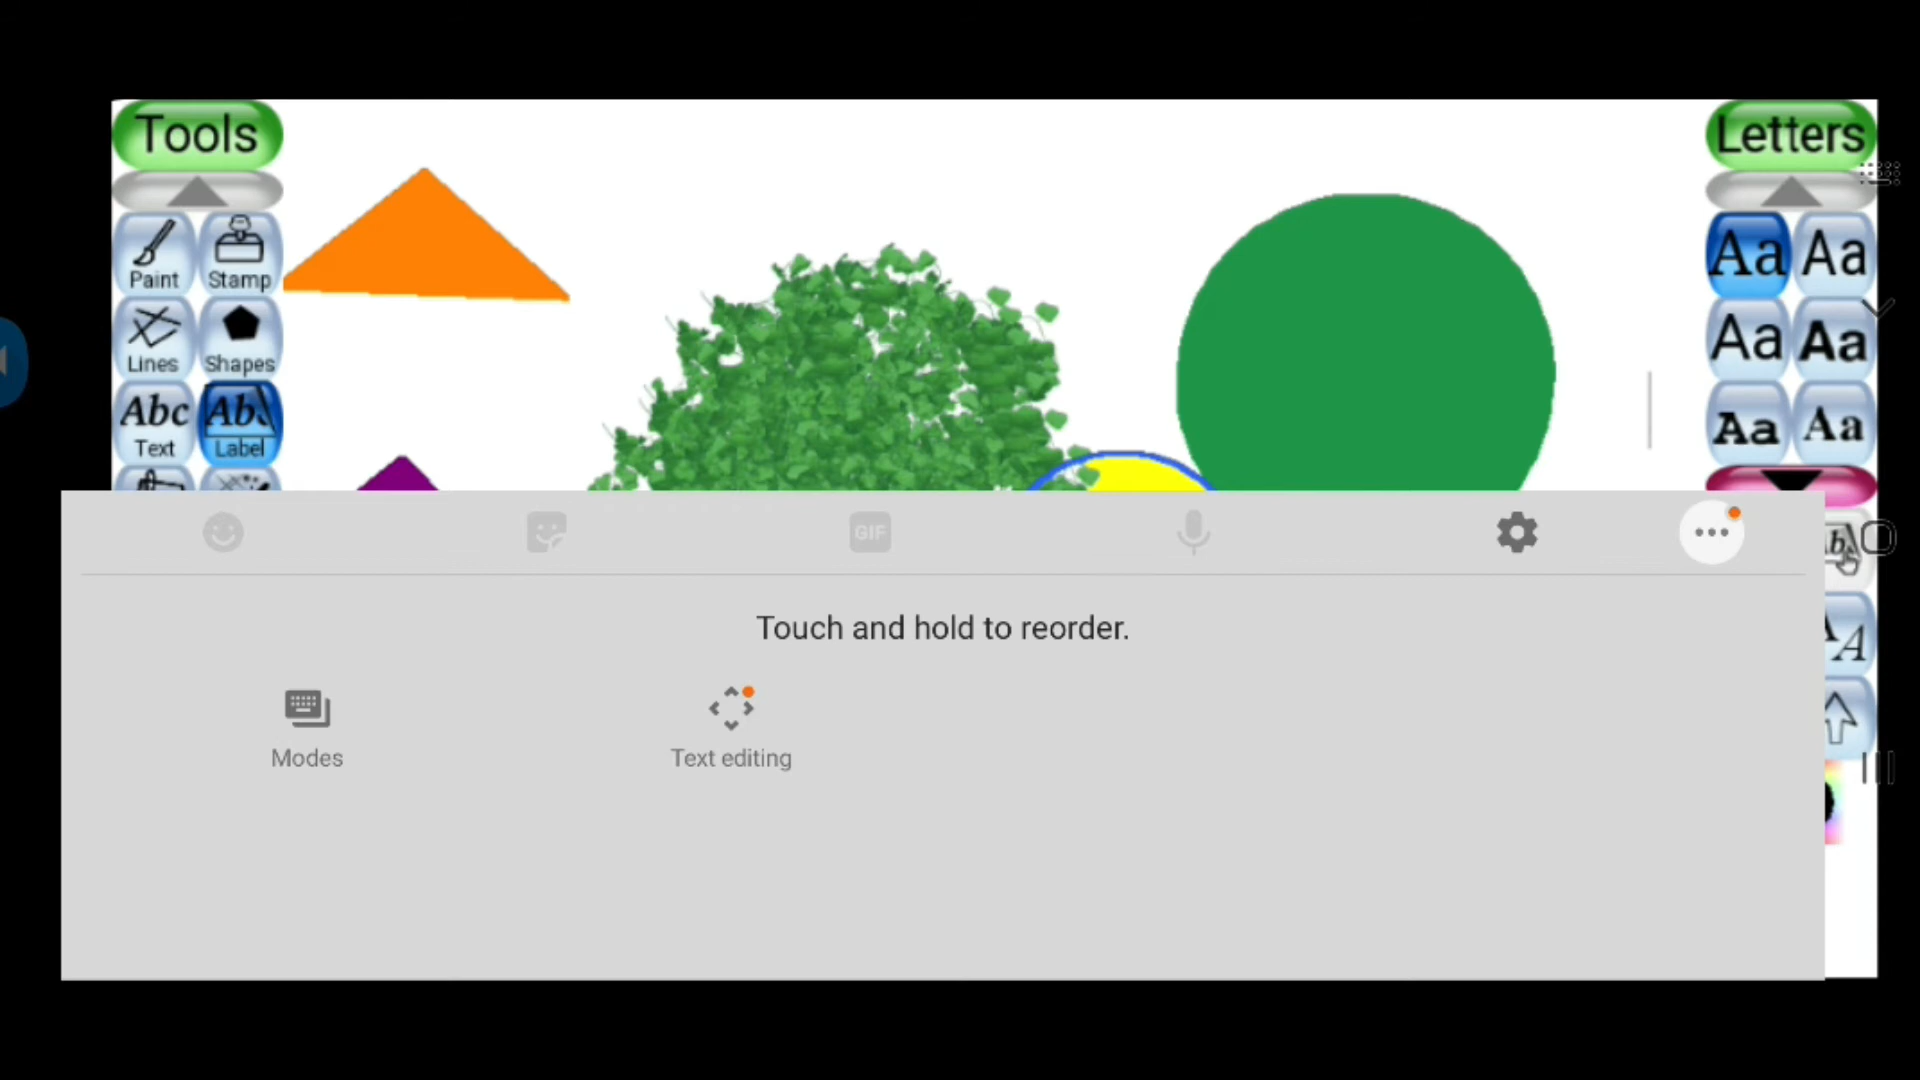 Tools
Letters
Paint
Stamp
Aa
Aa
Lines
Shapes
Aa
Aa
Abc
Text
Label
Aa
Aa
GIF
Touch and hold to reorder.
Modes
Text editing
A